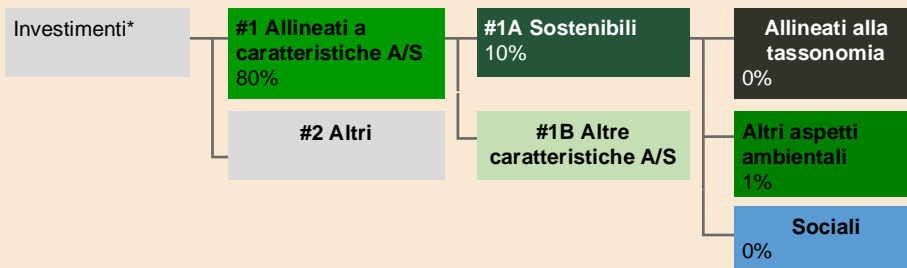 Investimenti*
#1 Allineati a
caratteristiche A/S
80%
#2 Altri
#1A Sostenibili
10%
#1B Altre
caratteristiche A/S
Allineati alla
tassonomia
0%
Altri aspetti
ambientali
1%
Sociali
0%